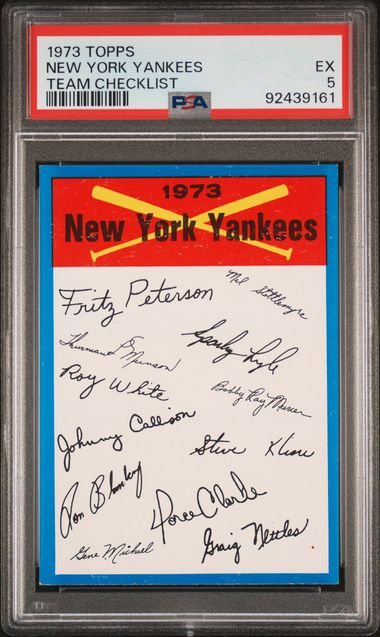 1973 TOPPS
NEW YORK YANKEES EX
TEAM CHECKLIST 5
PSA 92439161
1973
New York Yankees
Fritz Peterson
Mel Stottlemyre
Thurman L Munson
Sparky Lyle
Roy White
Bobby Ray Murcer
Johnny Callison
Steve Kline
Ron Blomberg
Horace Clarke
Gene Michael
Graig Nettles